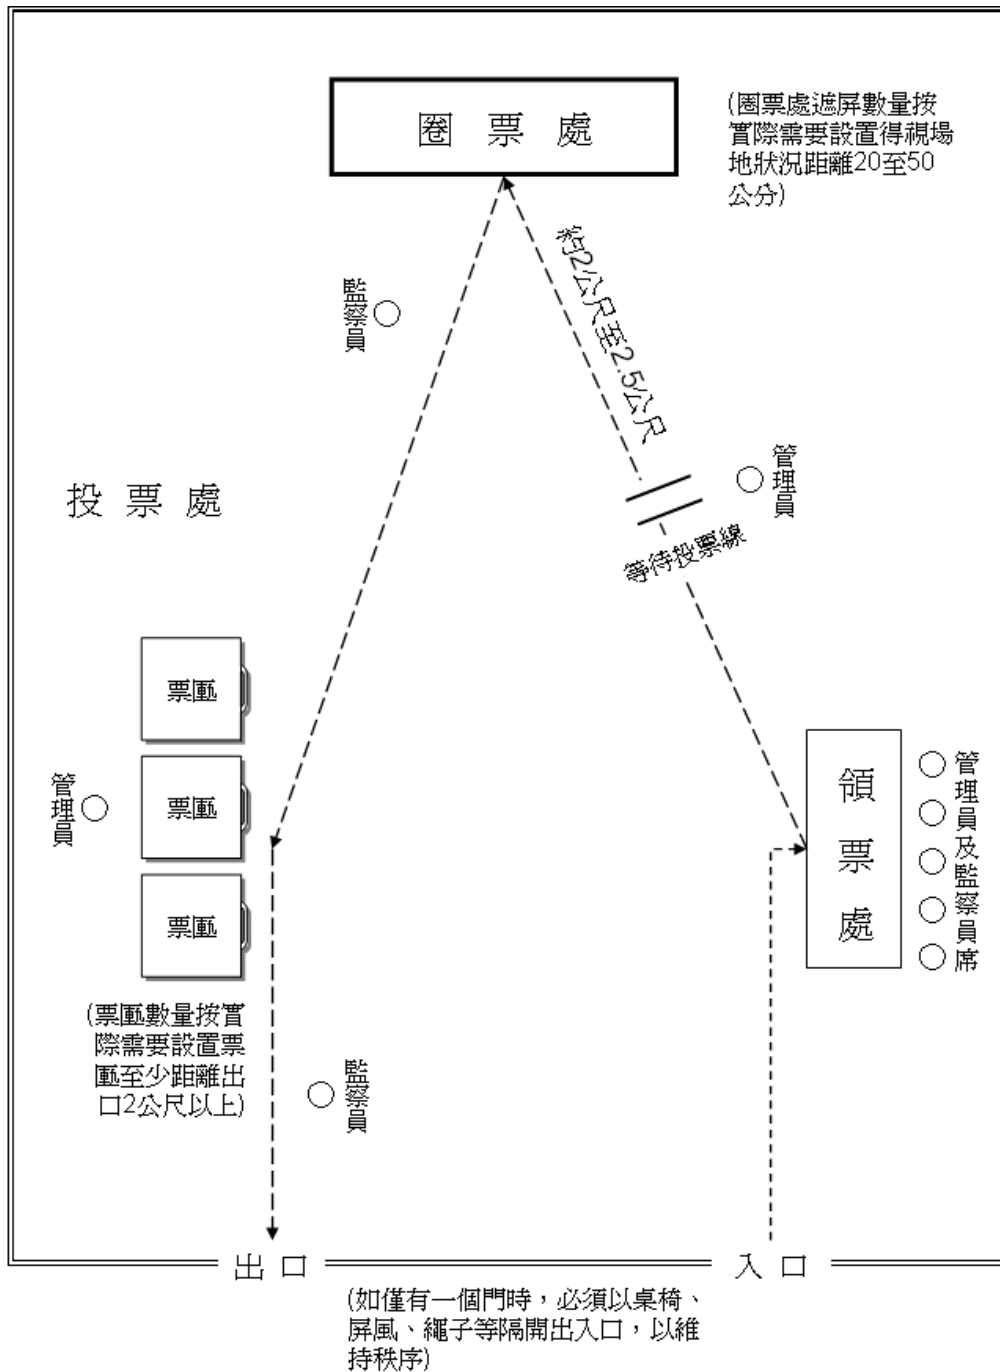 圈票處
(圈票處遮屏數量按
實際需要設置得視場
地狀況距離20至50
公分)
約2公尺至2.5公尺
監察員
管理員
等待投票線
投票處
票匭
票匭
票匭
管理員
領票處
管理員及監察員席
(票匭數量按實
際需要設置票
匭至少距離出
口2公尺以上)
監察員
出口
入口
(如僅有一個門時，必須以桌椅、
屏風、繩子等隔開出入口，以維
持秩序)